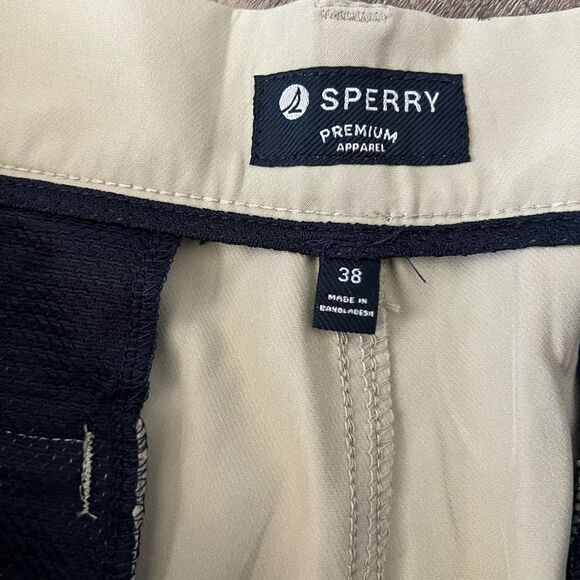 SPERRY
PREMIUM
APPAREL
38
MADE IN
BANGLADESH